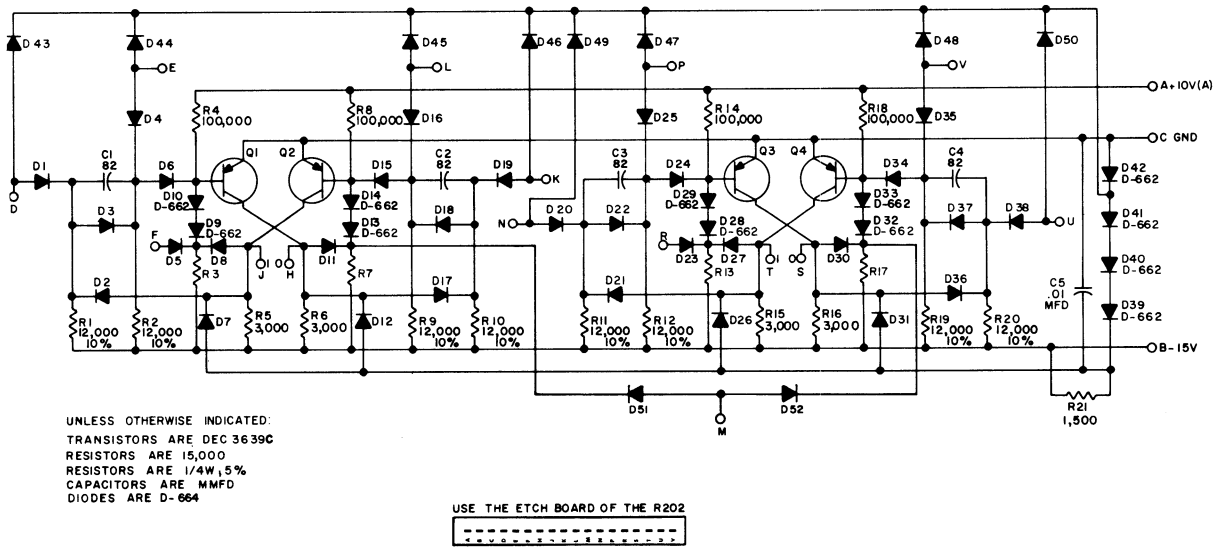 D43
D44
D45
D46
D49
D47
D48
D50
E
L
P
V
A+10V(A)
R4
100,000
R8
100,000
R14
100,000
R18
100,000
D4
D16
D25
D35
C GND
Q1
Q2
Q3
Q4
D1
C1
82
D6
D15
C2
82
D19
C3
82
D24
D34
C4
82
D42
D-662
D
D10
D-662
D14
D-662
K
D29
D-662
D33
D-662
D3
D9
D-662
D13
D-662
D18
N
D20
D22
D28
D-662
D32
D-662
D37
D38
U
D41
D-662
F
D5
D8
1
J
0
H
D11
R
D23
D27
1
T
0
S
D30
D40
D-662
R3
R7
R13
R17
D2
D17
D21
D36
C5
.01
MFD
D39
D-662
R1
12,000
10%
R2
12,000
10%
D7
R5
3,000
R6
3,000
D12
R9
12,000
10%
R10
12,000
10%
R11
12,000
10%
R12
12,000
10%
D26
R15
3,000
R16
3,000
D31
R19
12,000
10%
R20
12,000
10%
B-15V
D51
D52
M
R21
1,500
UNLESS OTHERWISE INDICATED:
TRANSISTORS ARE DEC 3639C
RESISTORS ARE 15,000
RESISTORS ARE 1/4W, 5%
CAPACITORS ARE MMFD
DIODES ARE D-664
USE THE ETCH BOARD OF THE R202